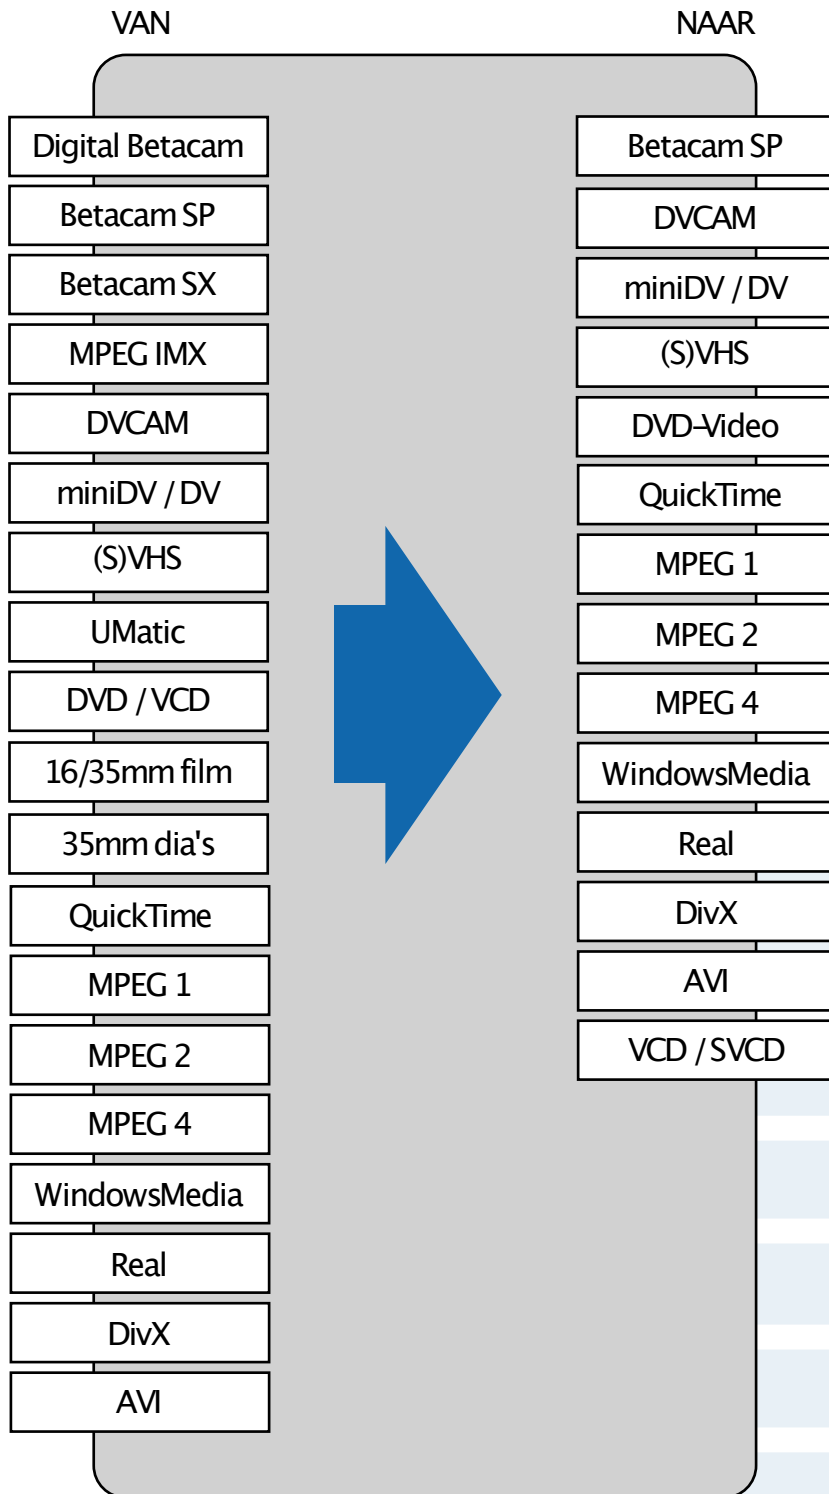 VAN
Digital Betacam
Betacam SP
Betacam SX
MPEG IMX
DVCAM
miniDV / DV
(S)VHS
UMatic
DVD / VCD
16/35mm film
35mm dia's
QuickTime
MPEG 1
MPEG 2
MPEG 4
WindowsMedia
Real
DivX
AVI
NAAR
Betacam SP
DVCAM
miniDV / DV
(S)VHS
DVD-Video
QuickTime
MPEG 1
MPEG 2
MPEG 4
WindowsMedia
Real
DivX
AVI
VCD / SVCD